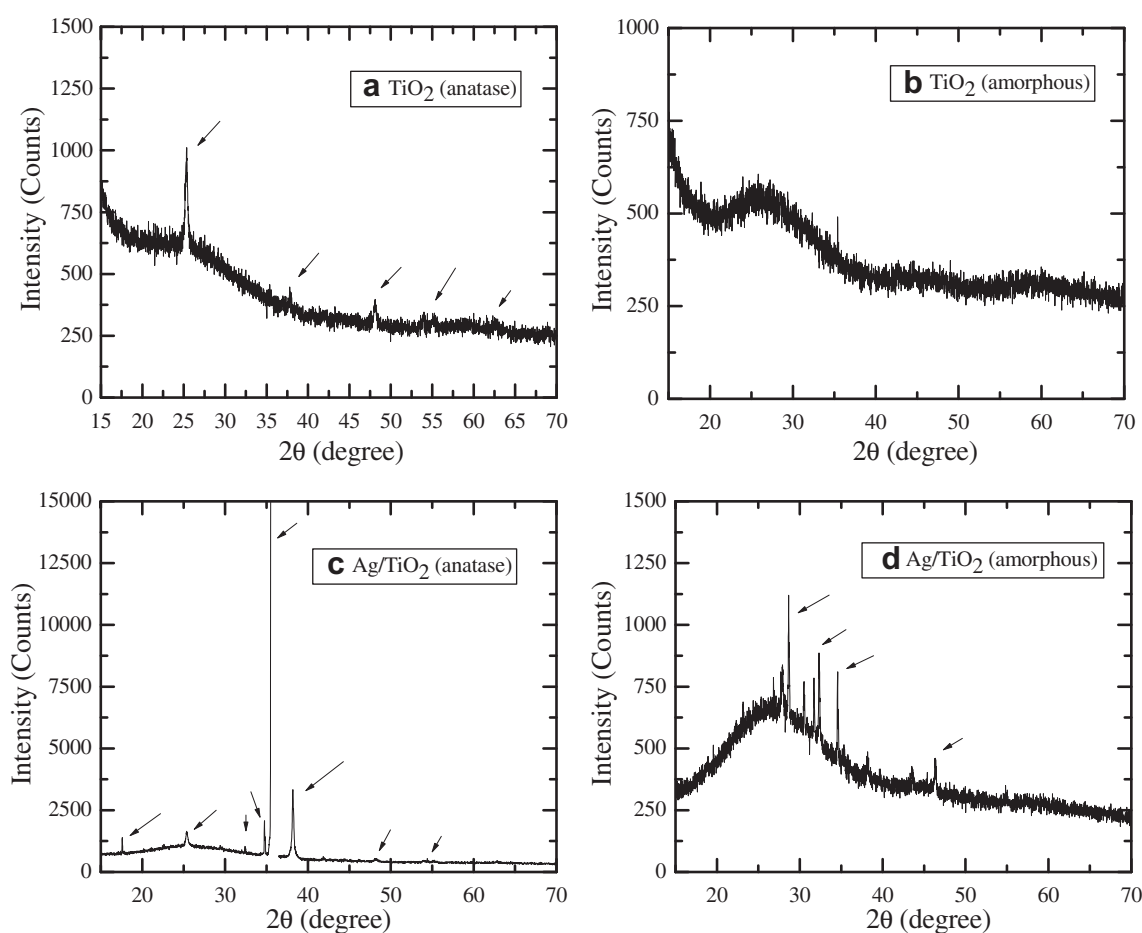 1500
1250
1000
750
500
250
0
Intensity (Counts)
a TiO2 (anatase)
15 20 25 30 35 40 45 50 55 60 65 70
2θ (degree)
1000
750
500
250
0
Intensity (Counts)
b TiO2 (amorphous)
20 30 40 50 60 70
2θ (degree)
15000
12500
10000
7500
5000
2500
0
Intensity (Counts)
c Ag/TiO2 (anatase)
20 30 40 50 60 70
2θ (degree)
1500
1250
1000
750
500
250
0
Intensity (Counts)
d Ag/TiO2 (amorphous)
20 30 40 50 60 70
2θ (degree)